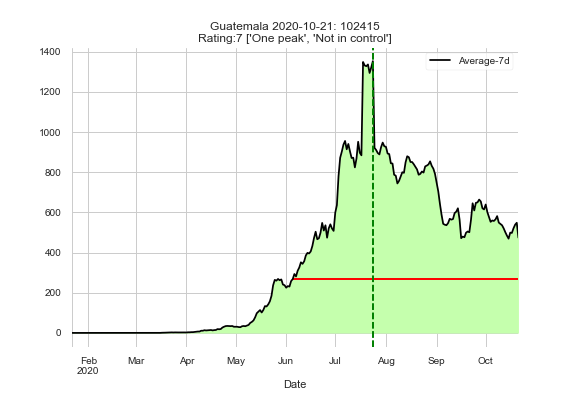 Guatemala 2020-10-21: 102415
Rating:7 ['One peak', 'Not in control']
Average-7d
1400
1200
1000
800
600
400
200
0
Feb Mar Apr May Jun Jul Aug Sep Oct
2020
Date